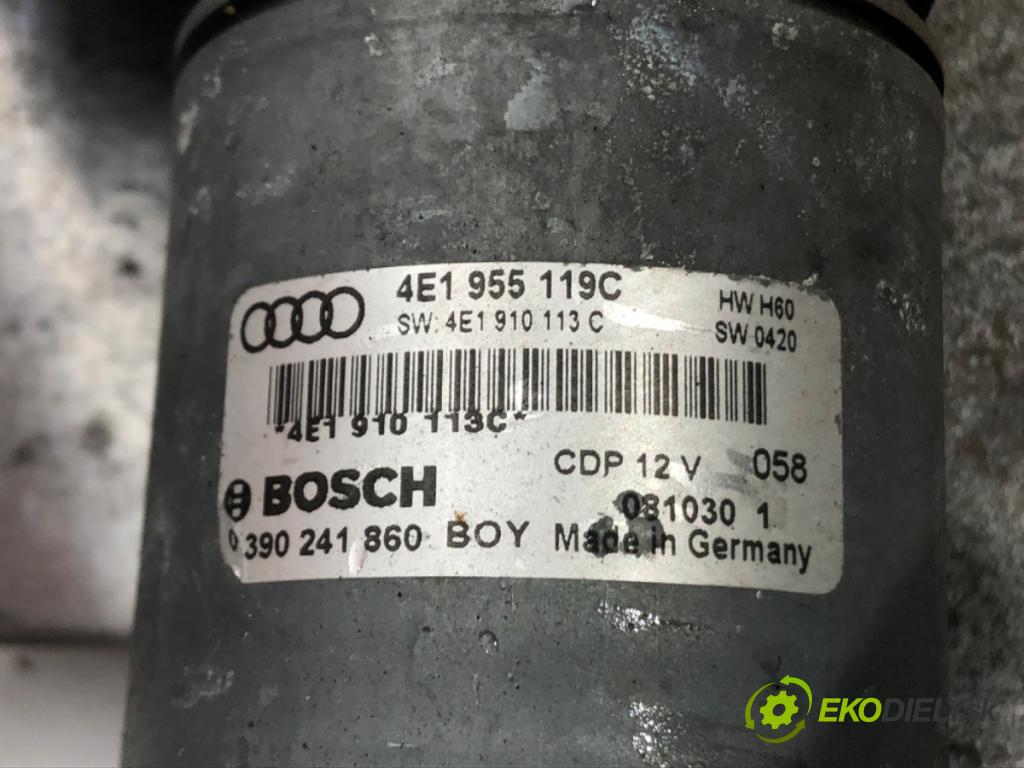 4E1 955 119C
HW H60
SW: 4E1 910 113 C
SW 0420
*4E1 910 113C*
CDP 12 V 058
BOSCH
081030 1
0 390 241 860 BOY Made in Germany
EKODIELY.SK